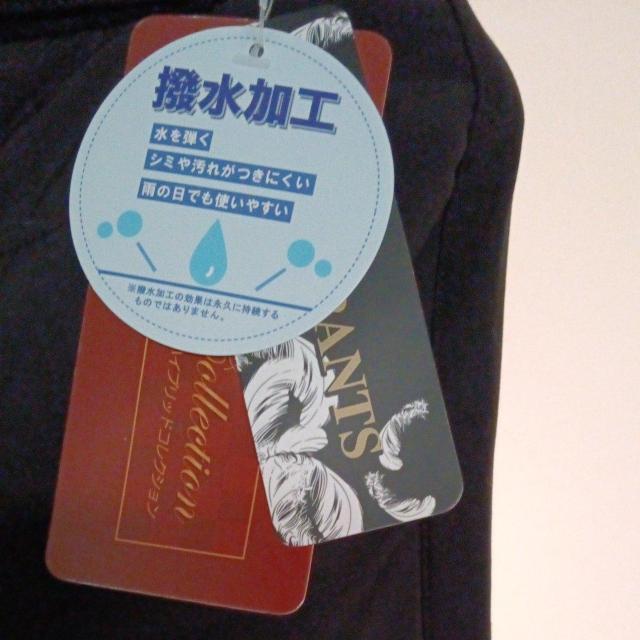 撥水加工
水を弾く
シミや汚れがつきにくい
雨の日でも使いやすい
※撥水加工の効果は永久に持続する
ものではありません。
PANTS
Collection
ハイブリッドコレクション